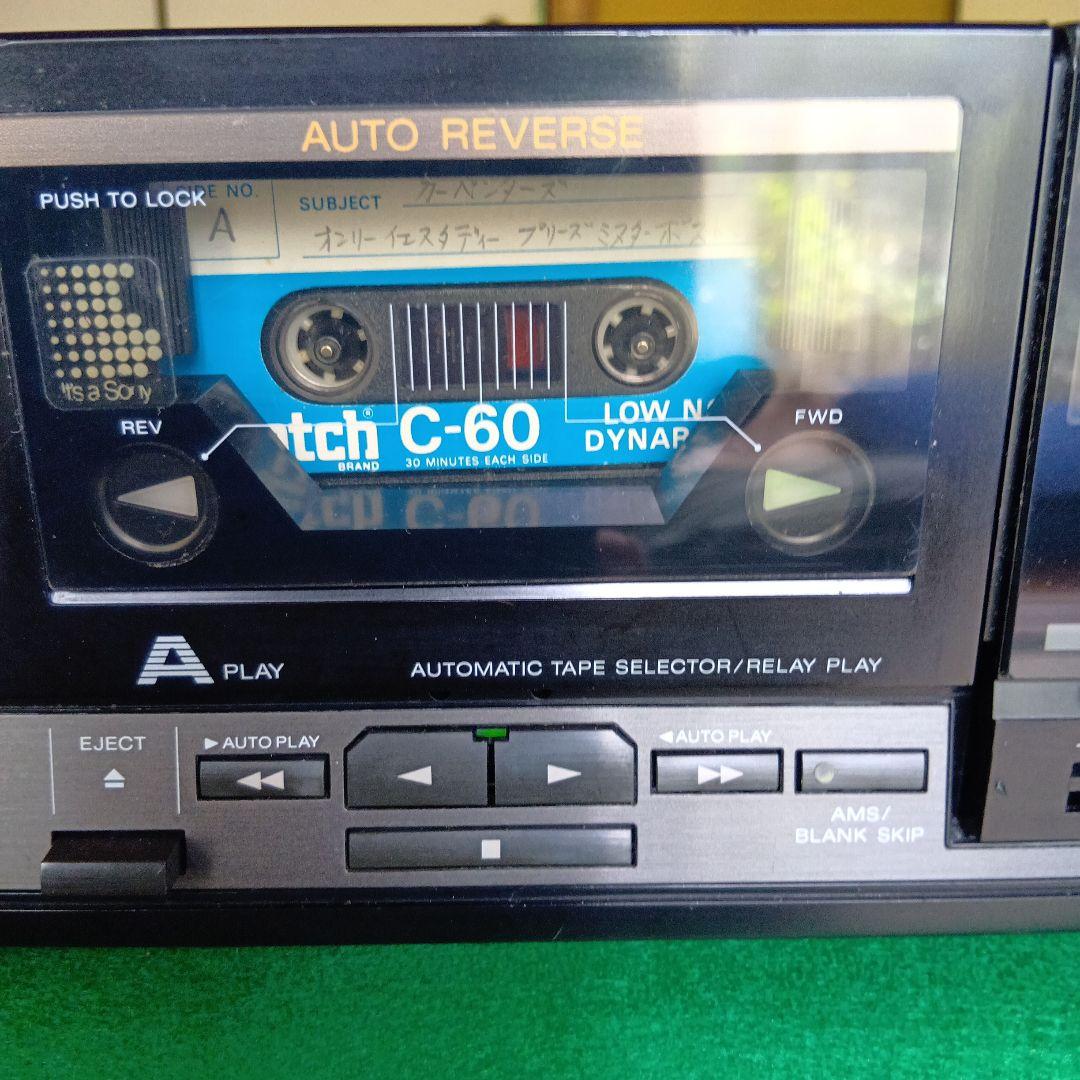 AUTO REVERSE
PUSH TO LOCK
SIDE NO.
A
SUBJECT
カーペンターズ
オンリーイエスタディー プリーズミスターポス
It's a Sony
REV
FWD
otch® C-60
BRAND
30 MINUTES EACH SIDE
LOW N
DYNAR
A PLAY
AUTOMATIC TAPE SELECTOR/RELAY PLAY
EJECT
AUTO PLAY
AUTO PLAY
AMS/
BLANK SKIP